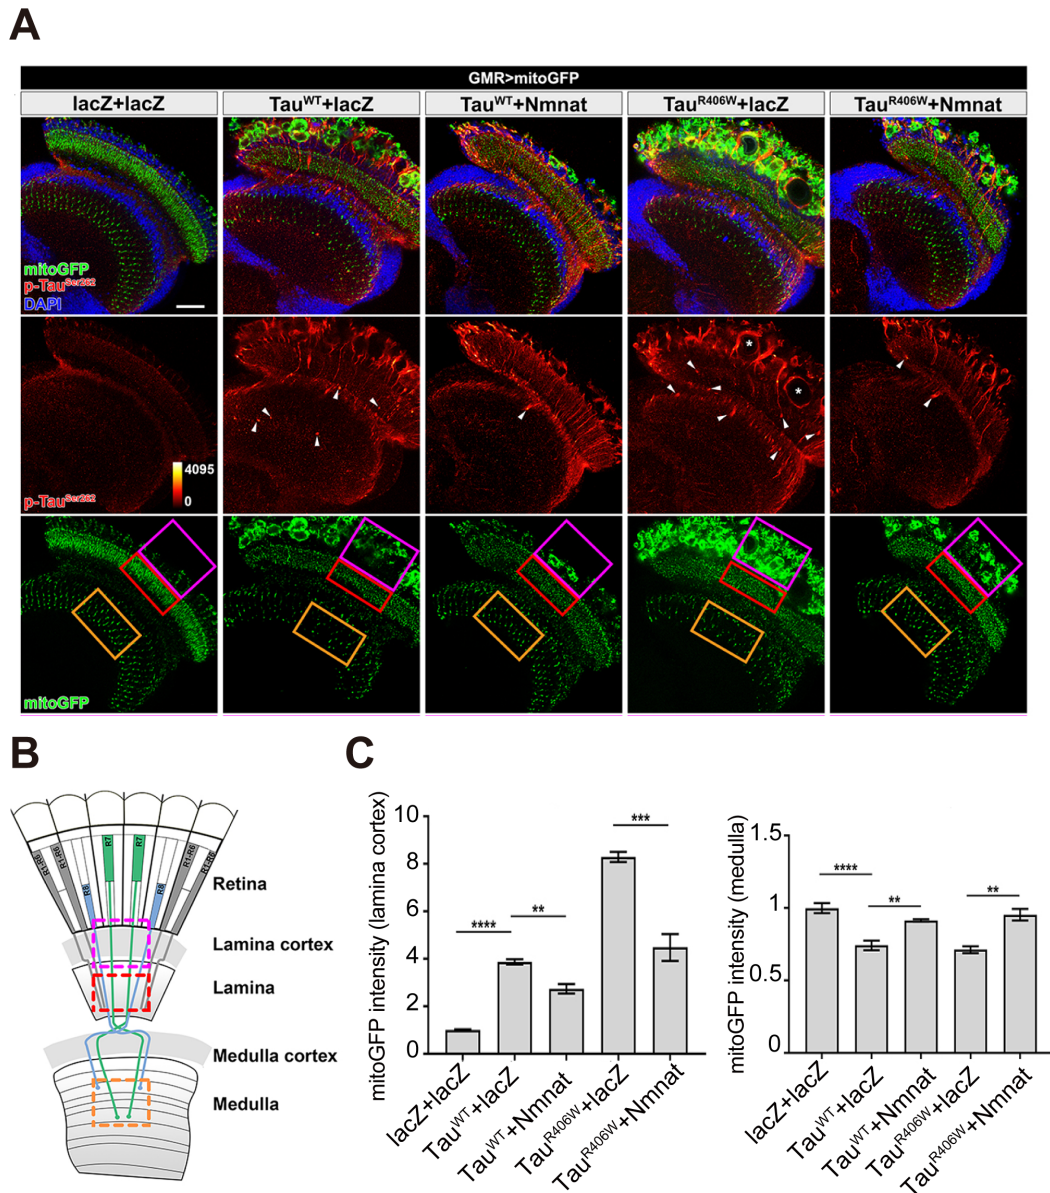 A
GMR>mitoGFP
lacZ+lacZ
Tau^WT+lacZ
Tau^WT+Nmnat
Tau^R406W+lacZ
Tau^R406W+Nmnat
mitoGFP
p-Tau^Ser262
DAPI
*
*
4095
0
p-Tau^Ser262
mitoGFP
B
R1-R6
R1-R6
R8
R7
R7
R8
R1-R6
R1-R6
Retina
Lamina cortex
Lamina
Medulla cortex
Medulla
C
mitoGFP intensity (lamina cortex)
10
8
6
4
2
0
****
**
***
lacZ+lacZ
Tau^WT+lacZ
Tau^WT+Nmnat
Tau^R406W+lacZ
Tau^R406W+Nmnat
mitoGFP intensity (medulla)
1.5
1
0.5
0
****
**
**
lacZ+lacZ
Tau^WT+lacZ
Tau^WT+Nmnat
Tau^R406W+lacZ
Tau^R406W+Nmnat